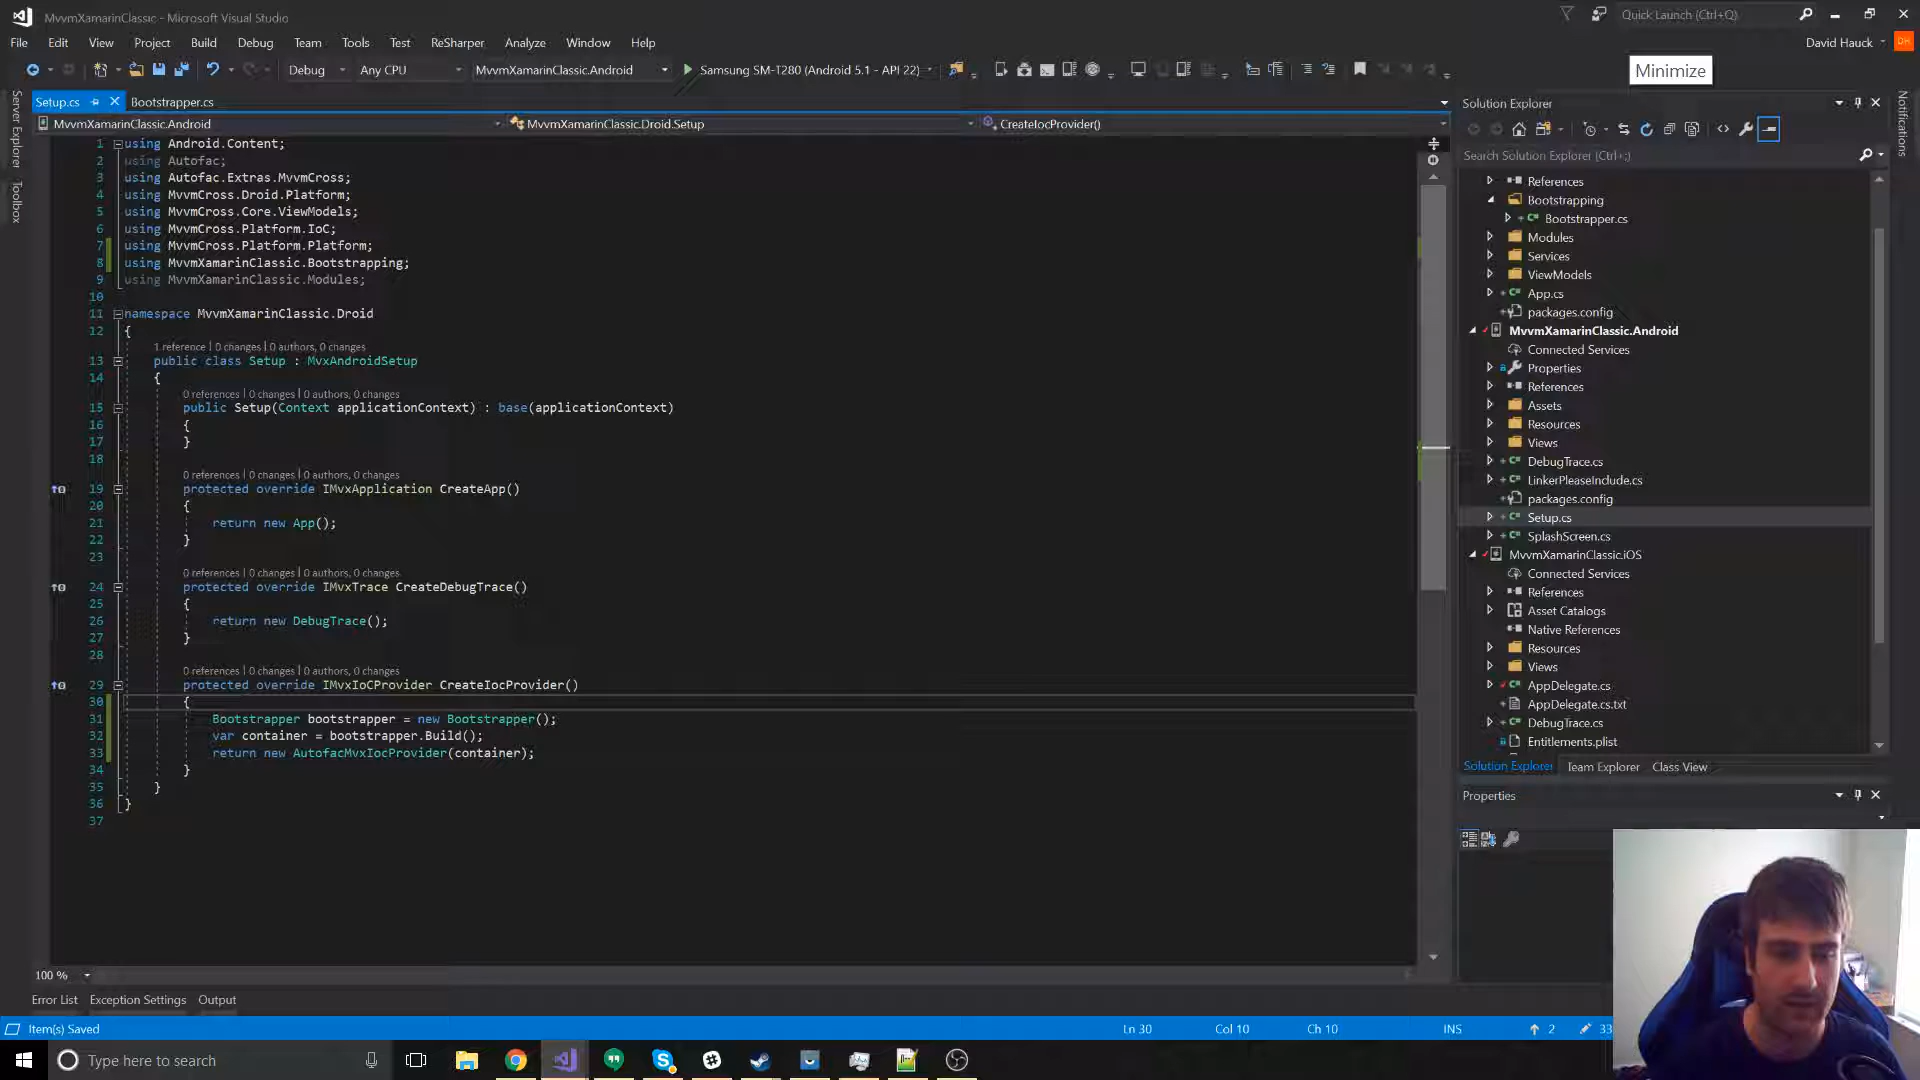 MvvmXamarinClassic - Microsoft Visual Studio
Quick Launch (Ctrl+Q)
File Edit View Project Build Debug Team Tools Test ReSharper Analyze Window Help
David Hauck
DH
Debug Any CPU MvvmXamarinClassic.Android Samsung SM-T280 (Android 5.1 - API 22)
Minimize
Setup.cs Bootstrapper.cs
MvvmXamarinClassic.Android MvvmXamarinClassic.Droid.Setup CreateIocProvider()
Server Explorer
Toolbox
Notifications
1 using Android.Content;
2 using Autofac;
3 using Autofac.Extras.MvvmCross;
4 using MvvmCross.Droid.Platform;
5 using MvvmCross.Core.ViewModels;
6 using MvvmCross.Platform.IoC;
7 using MvvmCross.Platform.Platform;
8 using MvvmXamarinClassic.Bootstrapping;
9 using MvvmXamarinClassic.Modules;
10
11 namespace MvvmXamarinClassic.Droid
12 {
1 reference | 0 changes | 0 authors, 0 changes
13 public class Setup : MvxAndroidSetup
14 {
0 references | 0 changes | 0 authors, 0 changes
15 public Setup(Context applicationContext) : base(applicationContext)
16 {
17 }
18
0 references | 0 changes | 0 authors, 0 changes
19 protected override IMvxApplication CreateApp()
20 {
21 return new App();
22 }
23
0 references | 0 changes | 0 authors, 0 changes
24 protected override IMvxTrace CreateDebugTrace()
25 {
26 return new DebugTrace();
27 }
28
0 references | 0 changes | 0 authors, 0 changes
29 protected override IMvxIoCProvider CreateIocProvider()
30 {
31 Bootstrapper bootstrapper = new Bootstrapper();
32 var container = bootstrapper.Build();
33 return new AutofacMvxIocProvider(container);
34 }
35 }
36 }
37
100 %
Solution Explorer
Search Solution Explorer (Ctrl+;)
References
Bootstrapping
Bootstrapper.cs
Modules
Services
ViewModels
App.cs
packages.config
MvvmXamarinClassic.Android
Connected Services
Properties
References
Assets
Resources
Views
DebugTrace.cs
LinkerPleaseInclude.cs
packages.config
Setup.cs
SplashScreen.cs
MvvmXamarinClassic.iOS
Connected Services
References
Asset Catalogs
Native References
Resources
Views
AppDelegate.cs
AppDelegate.cs.txt
DebugTrace.cs
Entitlements.plist
Solution Explorer Team Explorer Class View
Properties
Error List Exception Settings Output
Item(s) Saved Ln 30 Col 10 Ch 10 INS 2 33
Type here to search